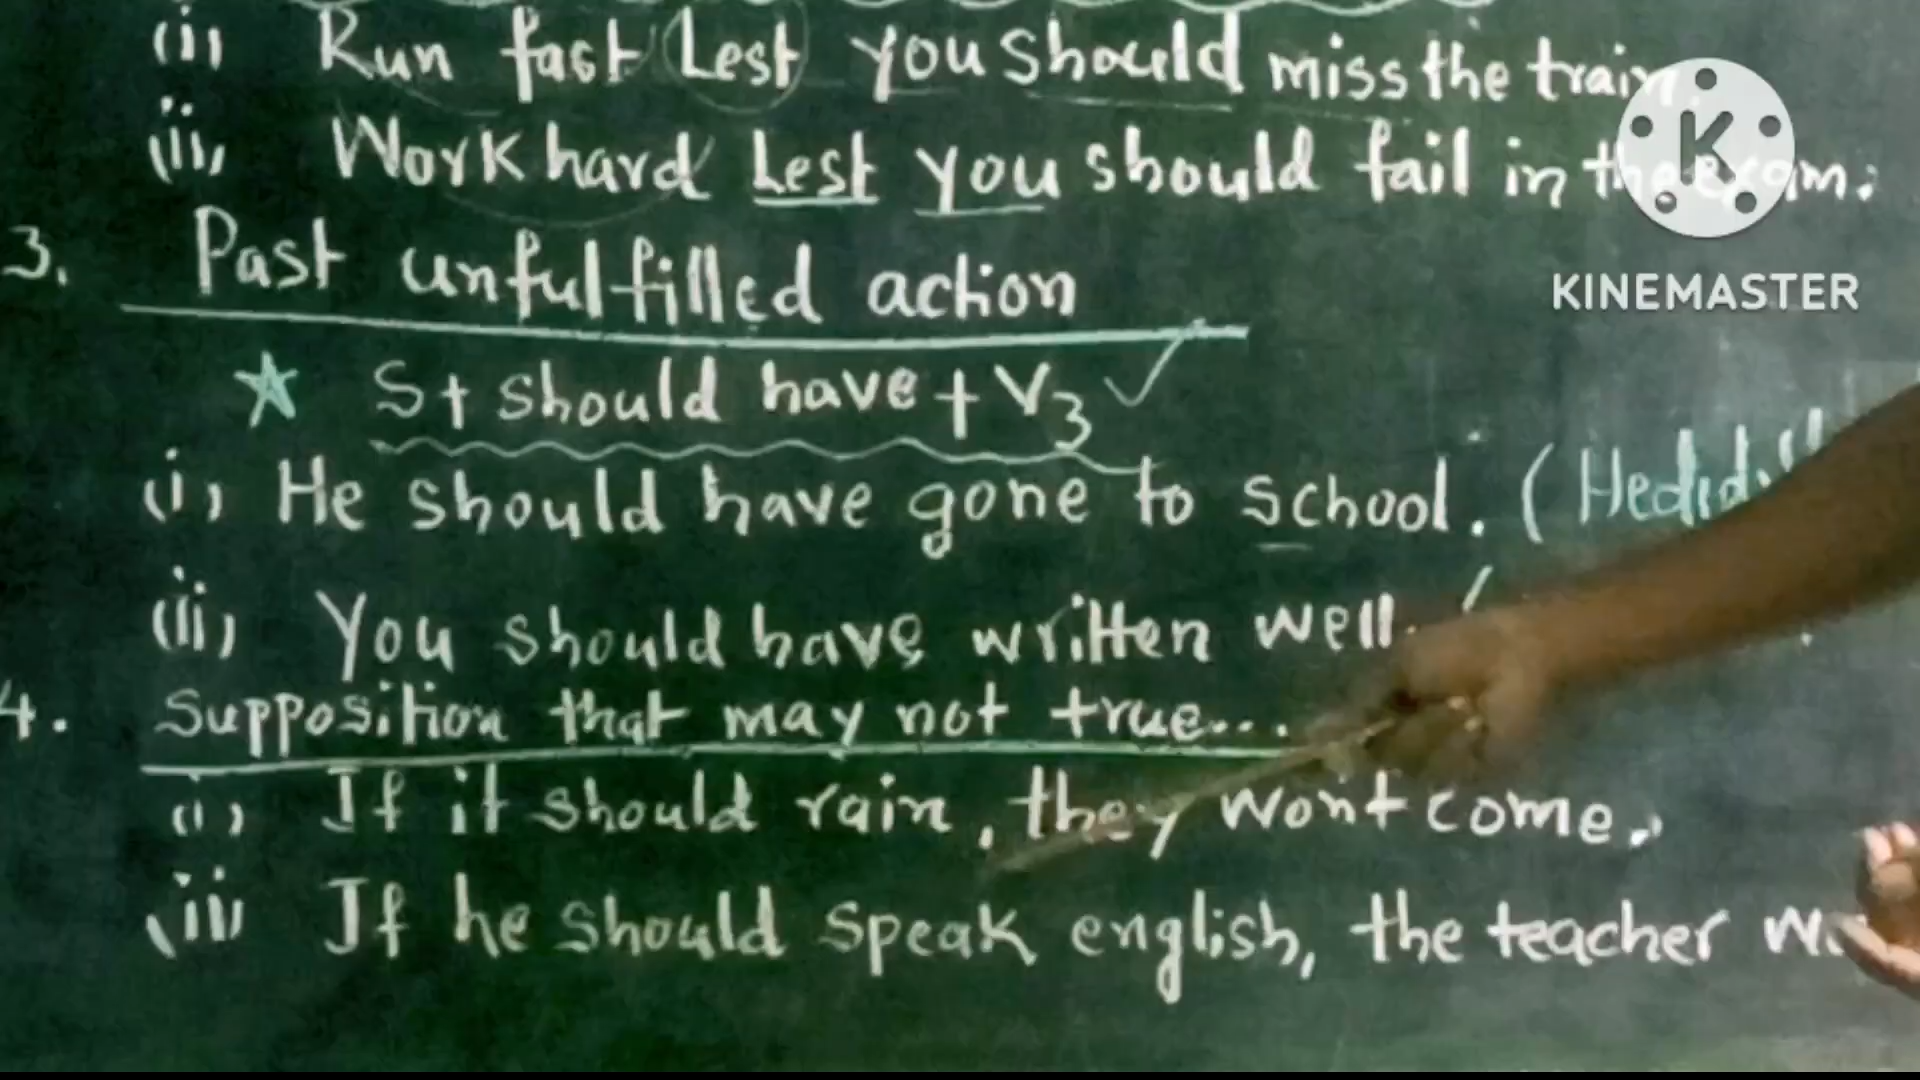 (i) Run fast Lest you should miss the train.
(ii) Work hard Lest you should fail in the exam.
3. Past unfulfilled action
S + should have + V3 ✓
(i) He should have gone to school. (He did
(ii) You should have written well. (
4. Supposition that may not true...
(i) If it should rain, they won't come.
(ii) If he should speak english, the teacher
K
KINEMASTER